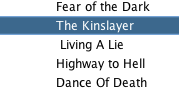 Fear of the Dark
The Kinslayer
Living A Lie
Highway to Hell
Dance Of Death